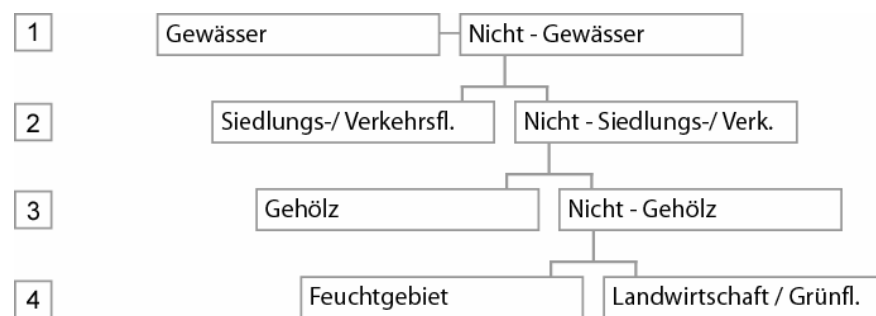 1 Gewässer Nicht - Gewässer
2 Siedlungs-/ Verkehrsfl. Nicht - Siedlungs-/ Verk.
3 Gehölz Nicht - Gehölz
4 Feuchtgebiet Landwirtschaft / Grünfl.